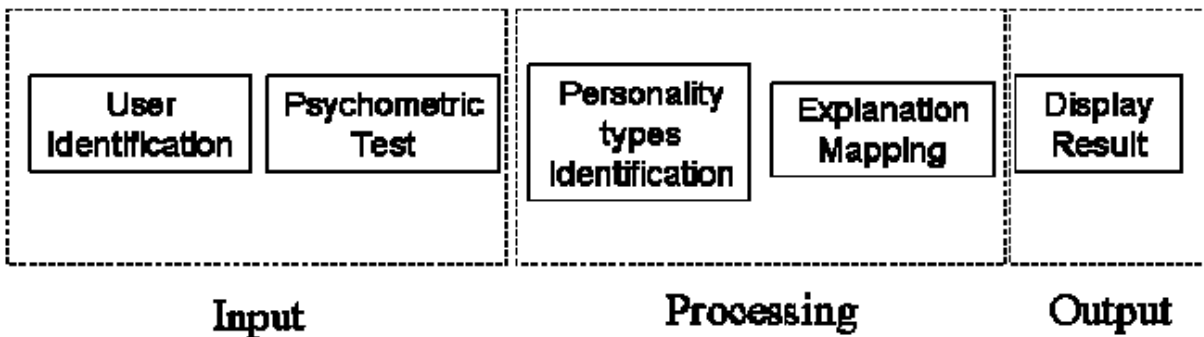 User
Identification
Psychometric
Test
Personality
types
Identification
Explanation
Mapping
Display
Result
Input
Processing
Output